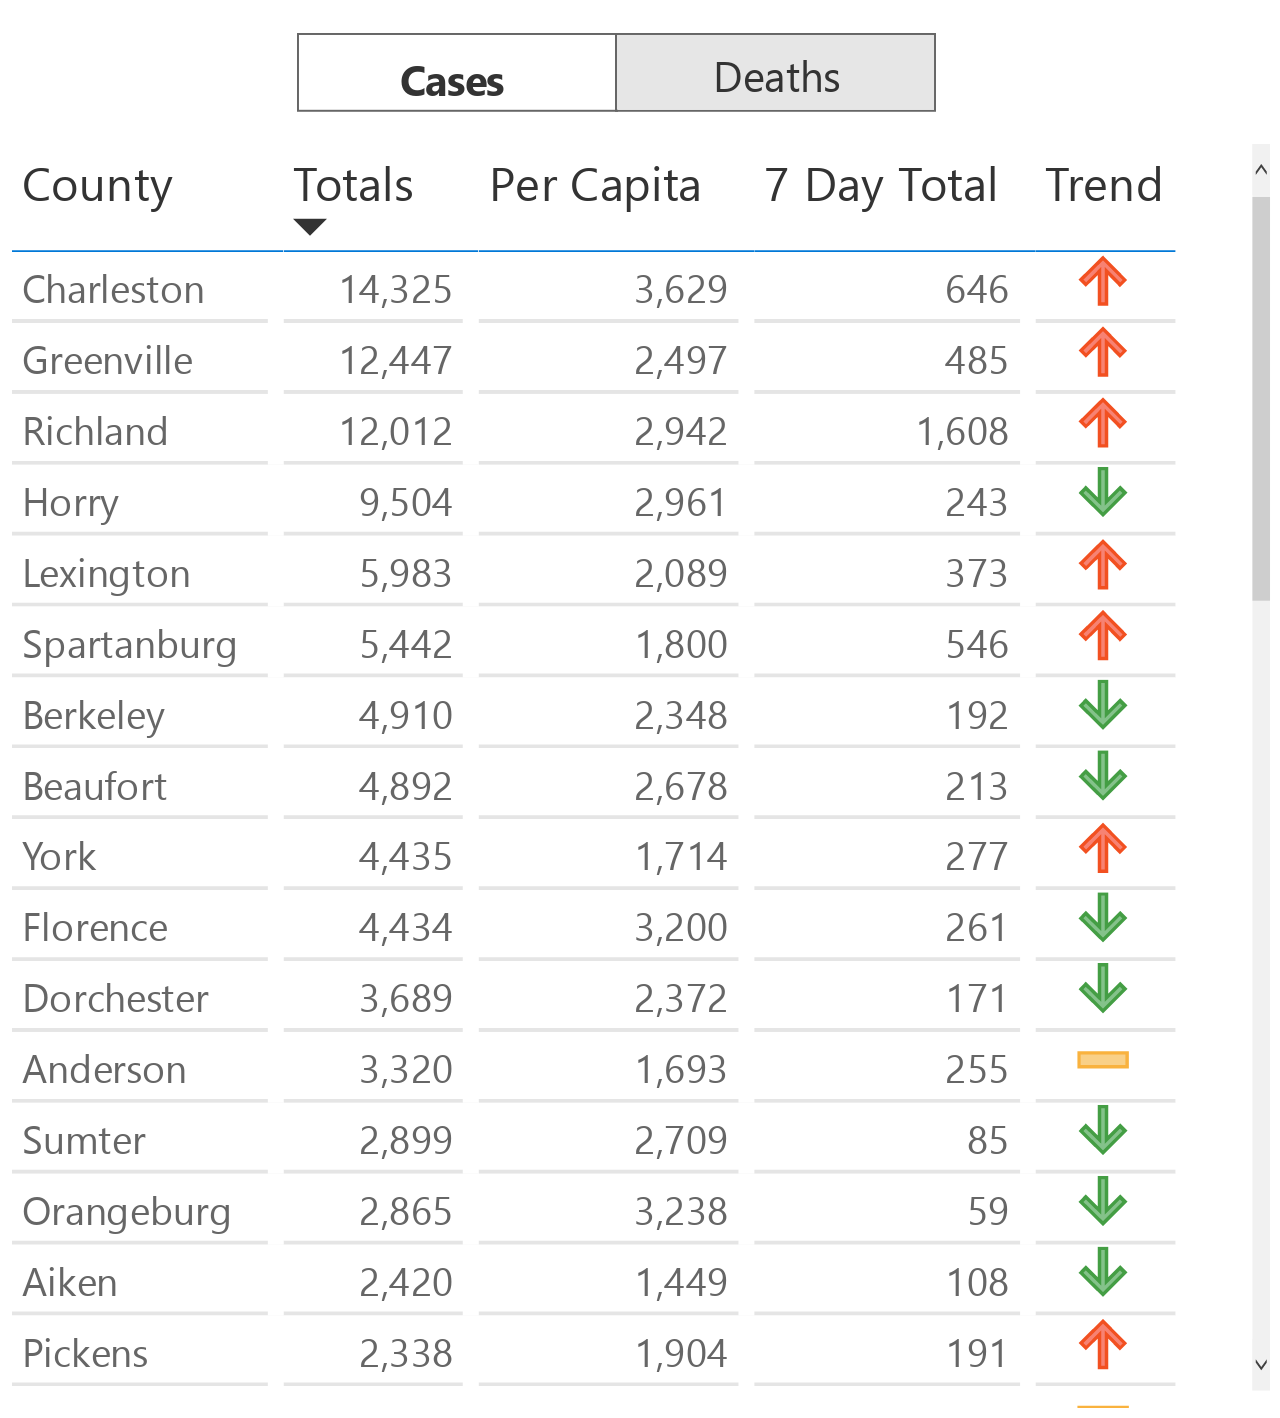 Cases Deaths
County Totals Per Capita 7 Day Total Trend
Charleston 14,325 3,629 646
Greenville 12,447 2,497 485
Richland 12,012 2,942 1,608
Horry 9,504 2,961 243
Lexington 5,983 2,089 373
Spartanburg 5,442 1,800 546
Berkeley 4,910 2,348 192
Beaufort 4,892 2,678 213
York 4,435 1,714 277
Florence 4,434 3,200 261
Dorchester 3,689 2,372 171
Anderson 3,320 1,693 255
Sumter 2,899 2,709 85
Orangeburg 2,865 3,238 59
Aiken 2,420 1,449 108
Pickens 2,338 1,904 191